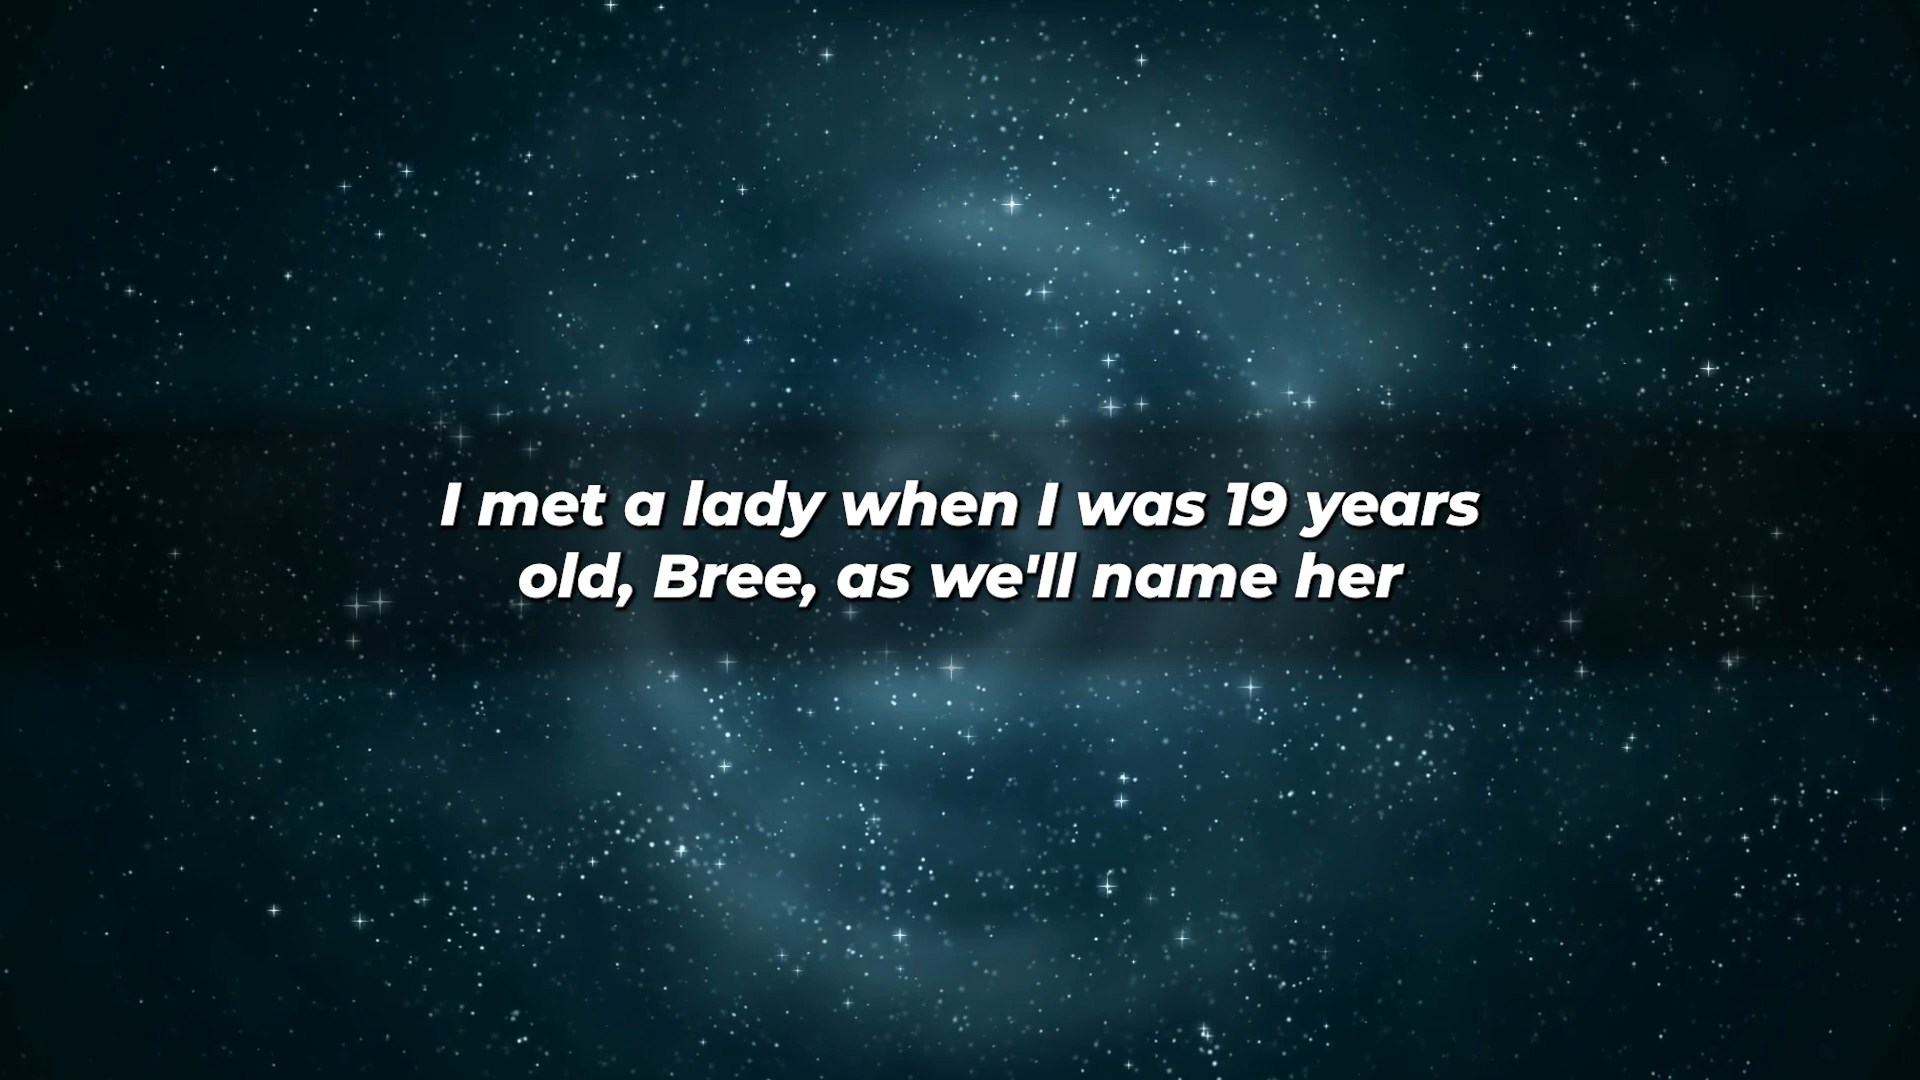 I met a lady when I was 19 years
old, Bree, as we'll name her